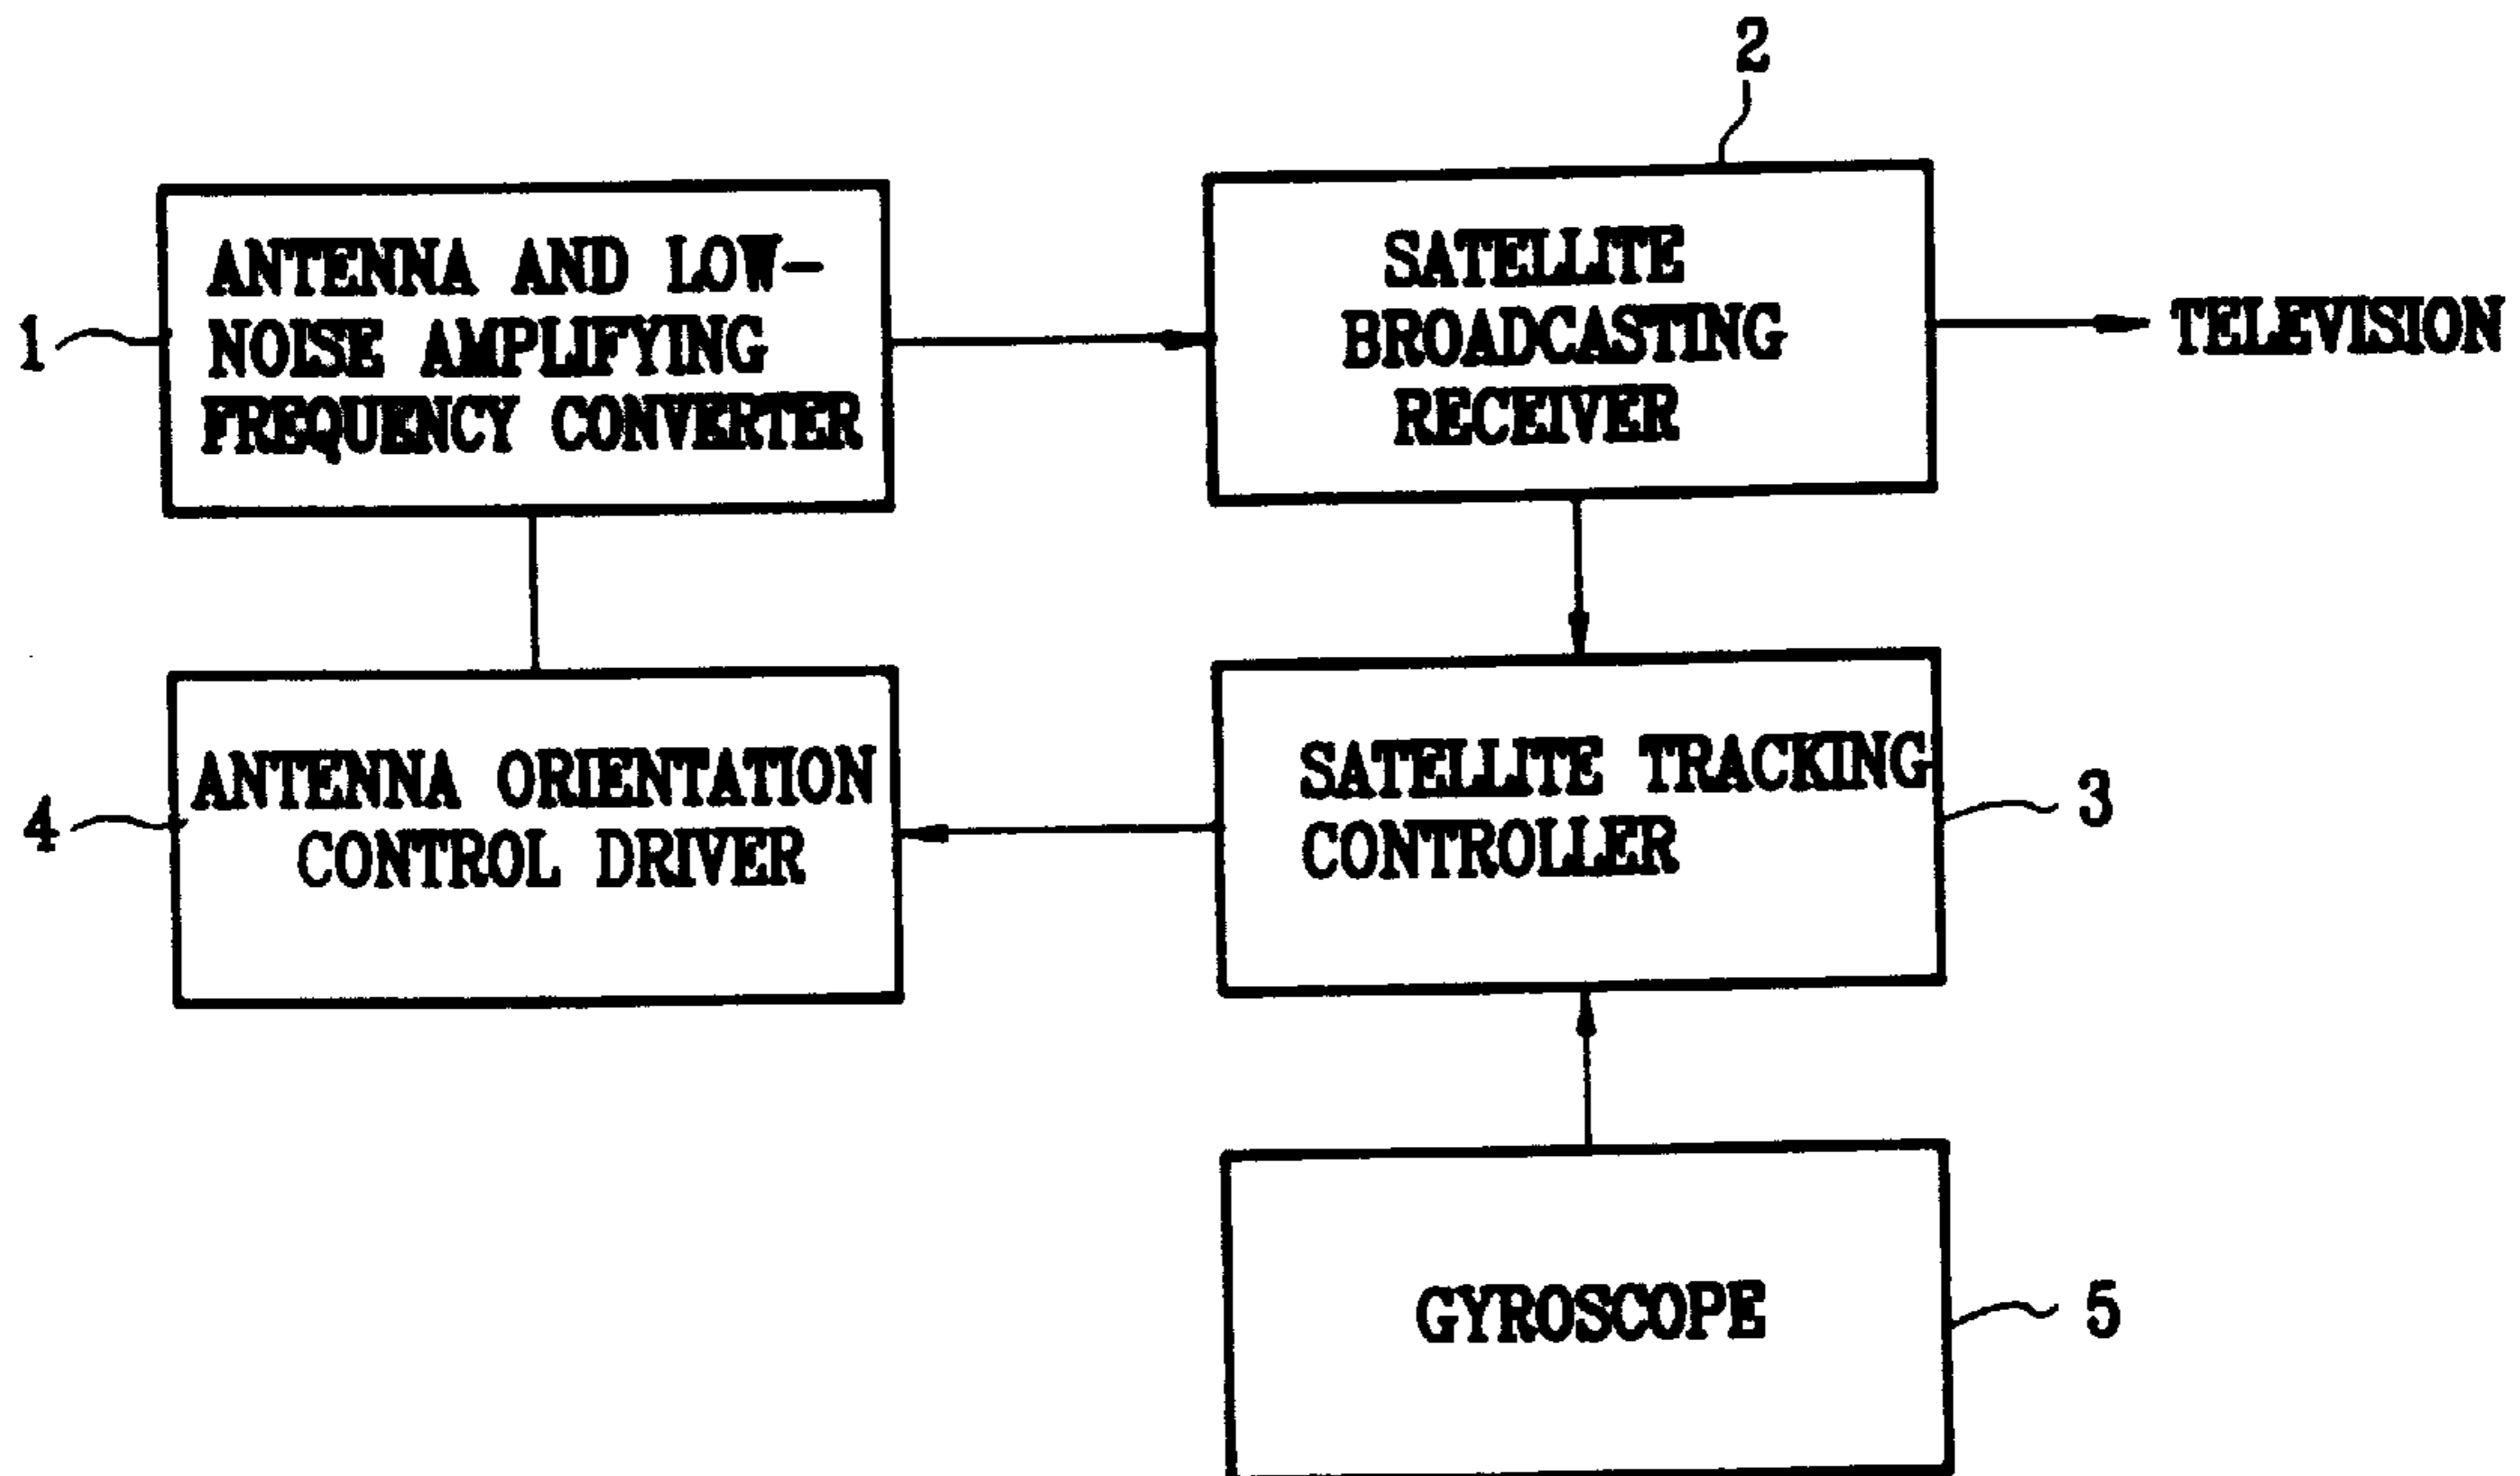 2
ANTENNA AND LOW-
NOISE AMPLIFYING
FREQUENCY CONVERTER
1
SATELLITE
BROADCASTING
RECEIVER
TELEVISION
ANTENNA ORIENTATION
CONTROL DRIVER
4
SATELLITE TRACKING
CONTROLLER
3
GYROSCOPE
5